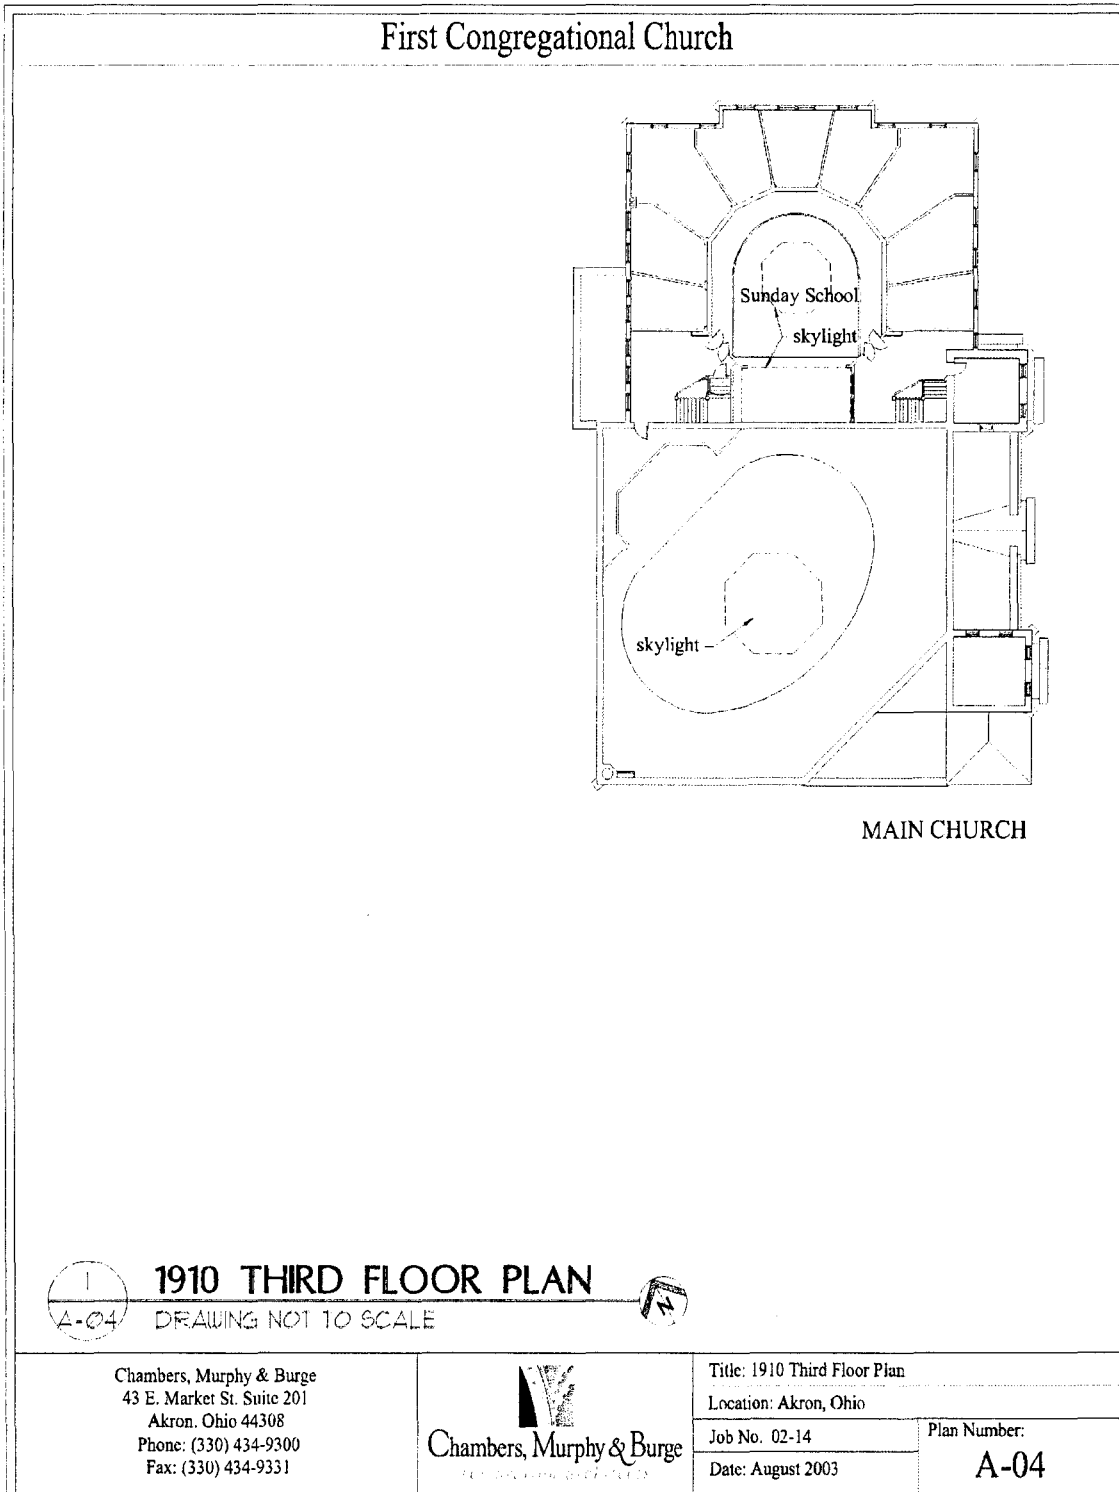 First Congregational Church
Sunday School
skylight
skylight
MAIN CHURCH
1
A-04
1910 THIRD FLOOR PLAN
DRAWING NOT TO SCALE
N
Chambers, Murphy & Burge
43 E. Market St. Suite 201
Akron, Ohio 44308
Phone: (330) 434-9300
Fax: (330) 434-9331
Chambers, Murphy & Burge
Title: 1910 Third Floor Plan
Location: Akron, Ohio
Job No. 02-14
Date: August 2003
Plan Number:
A-04